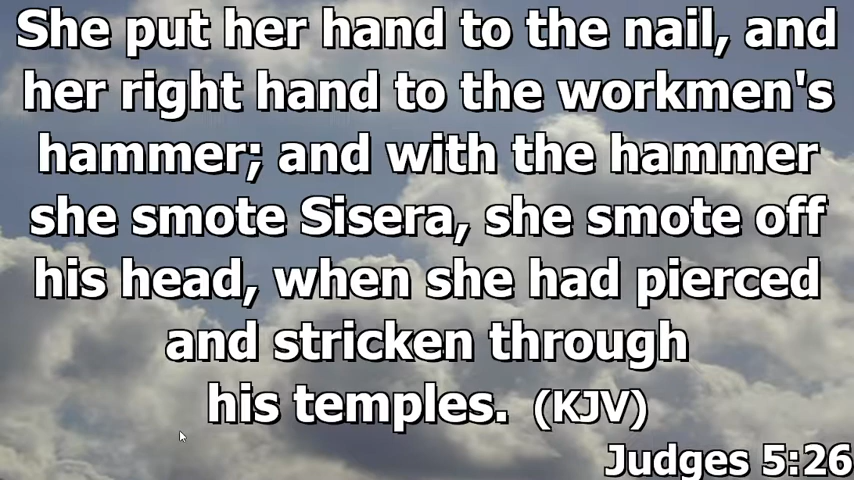 She put her hand to the nail, and
her right hand to the workmen's
hammer; and with the hammer
she smote Sisera, she smote off
his head, when she had pierced
and stricken through
his temples. (KJV)
Judges 5:26